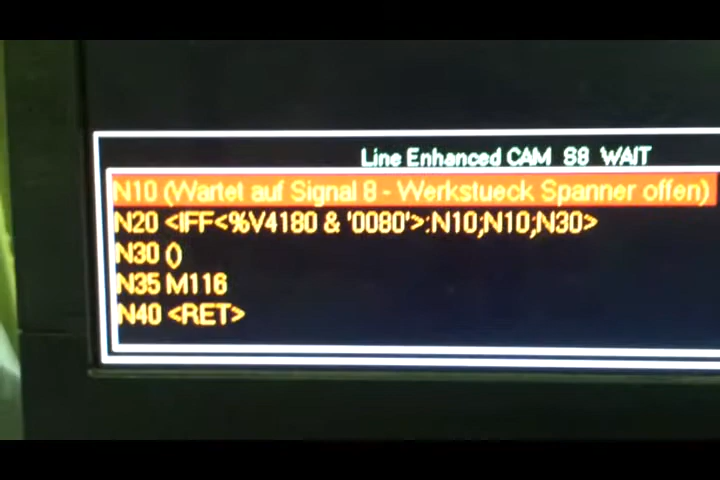 Line Enhanced CAM S8 WAIT
N10 (Wartet auf Signal 8 - Werkstueck Spanner offen)
N20 <IFF<%V4180 & '0080'>:N10;N10;N30>
N30 ()
N35 M116
N40 <RET>